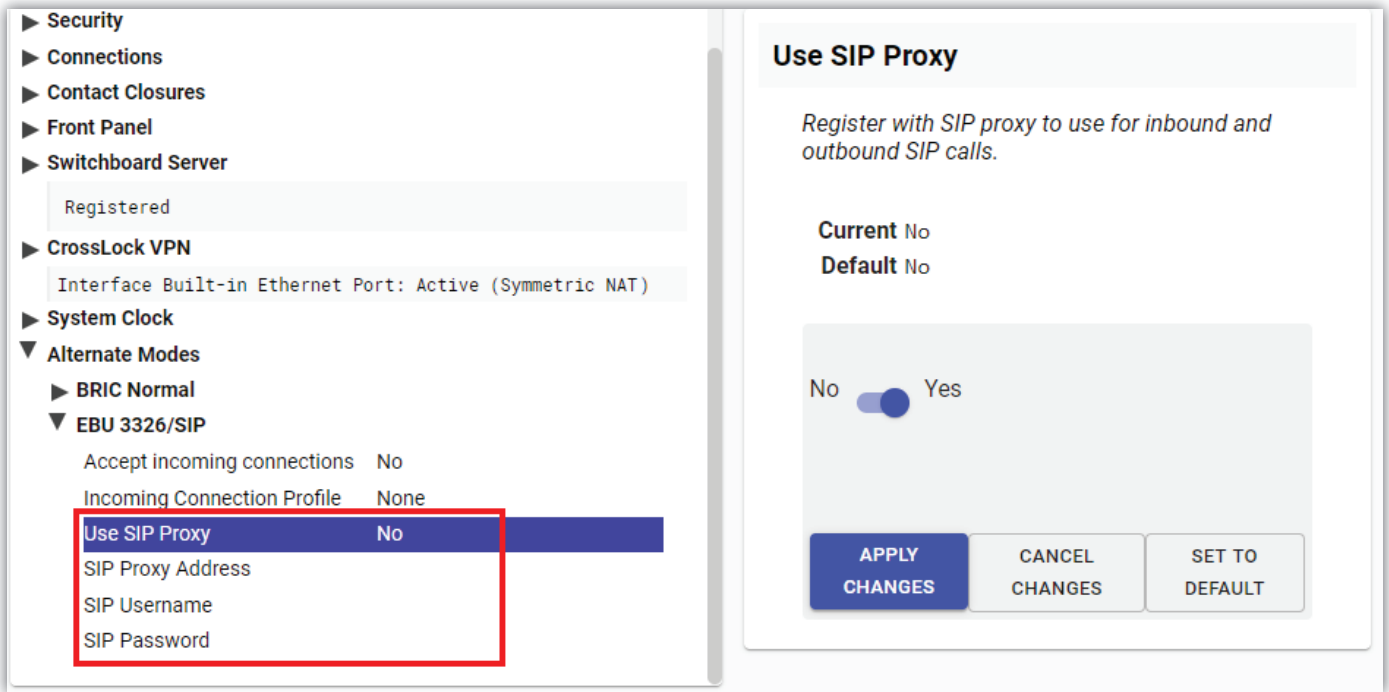 Security
Connections
Contact Closures
Front Panel
Switchboard Server
Registered
CrossLock VPN
Interface Built-in Ethernet Port: Active (Symmetric NAT)
System Clock
Alternate Modes
BRIC Normal
EBU 3326/SIP
Accept incoming connections No
Incoming Connection Profile None
Use SIP Proxy No
SIP Proxy Address
SIP Username
SIP Password
Use SIP Proxy
Register with SIP proxy to use for inbound and
outbound SIP calls.
Current No
Default No
No Yes
APPLY
CHANGES
CANCEL
CHANGES
SET TO
DEFAULT